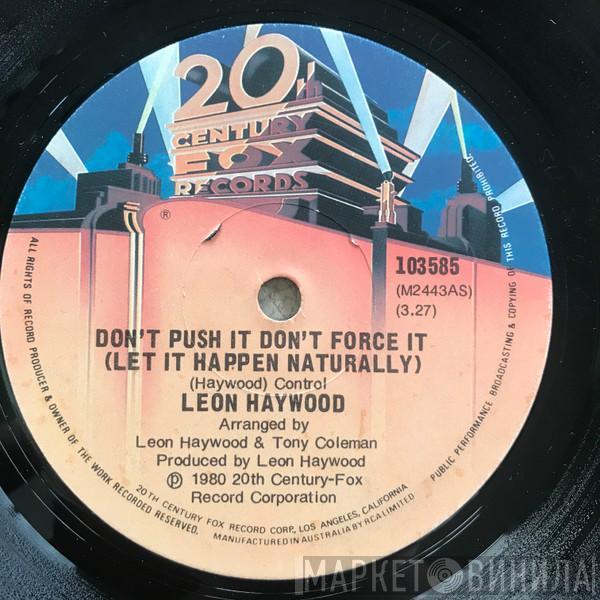 20th
CENTURY
FOX
RECORDS
®
103585
(M2443AS)
(3.27)
DON'T PUSH IT DON'T FORCE IT
(LET IT HAPPEN NATURALLY)
(Haywood) Control
LEON HAYWOOD
Arranged by
Leon Haywood & Tony Coleman
Produced by Leon Haywood
℗ 1980 20th Century-Fox
Record Corporation
20TH CENTURY FOX RECORD CORP., LOS ANGELES, CALIFORNIA
MANUFACTURED IN AUSTRALIA BY RCA LIMITED
ALL RIGHTS OF RECORD PRODUCER & OWNER OF THE WORK RECORDED RESERVED.
PUBLIC PERFORMANCE BROADCASTING & COPYING OF THIS RECORD PROHIBITED.
МАРКЕТ ВИНИЛА